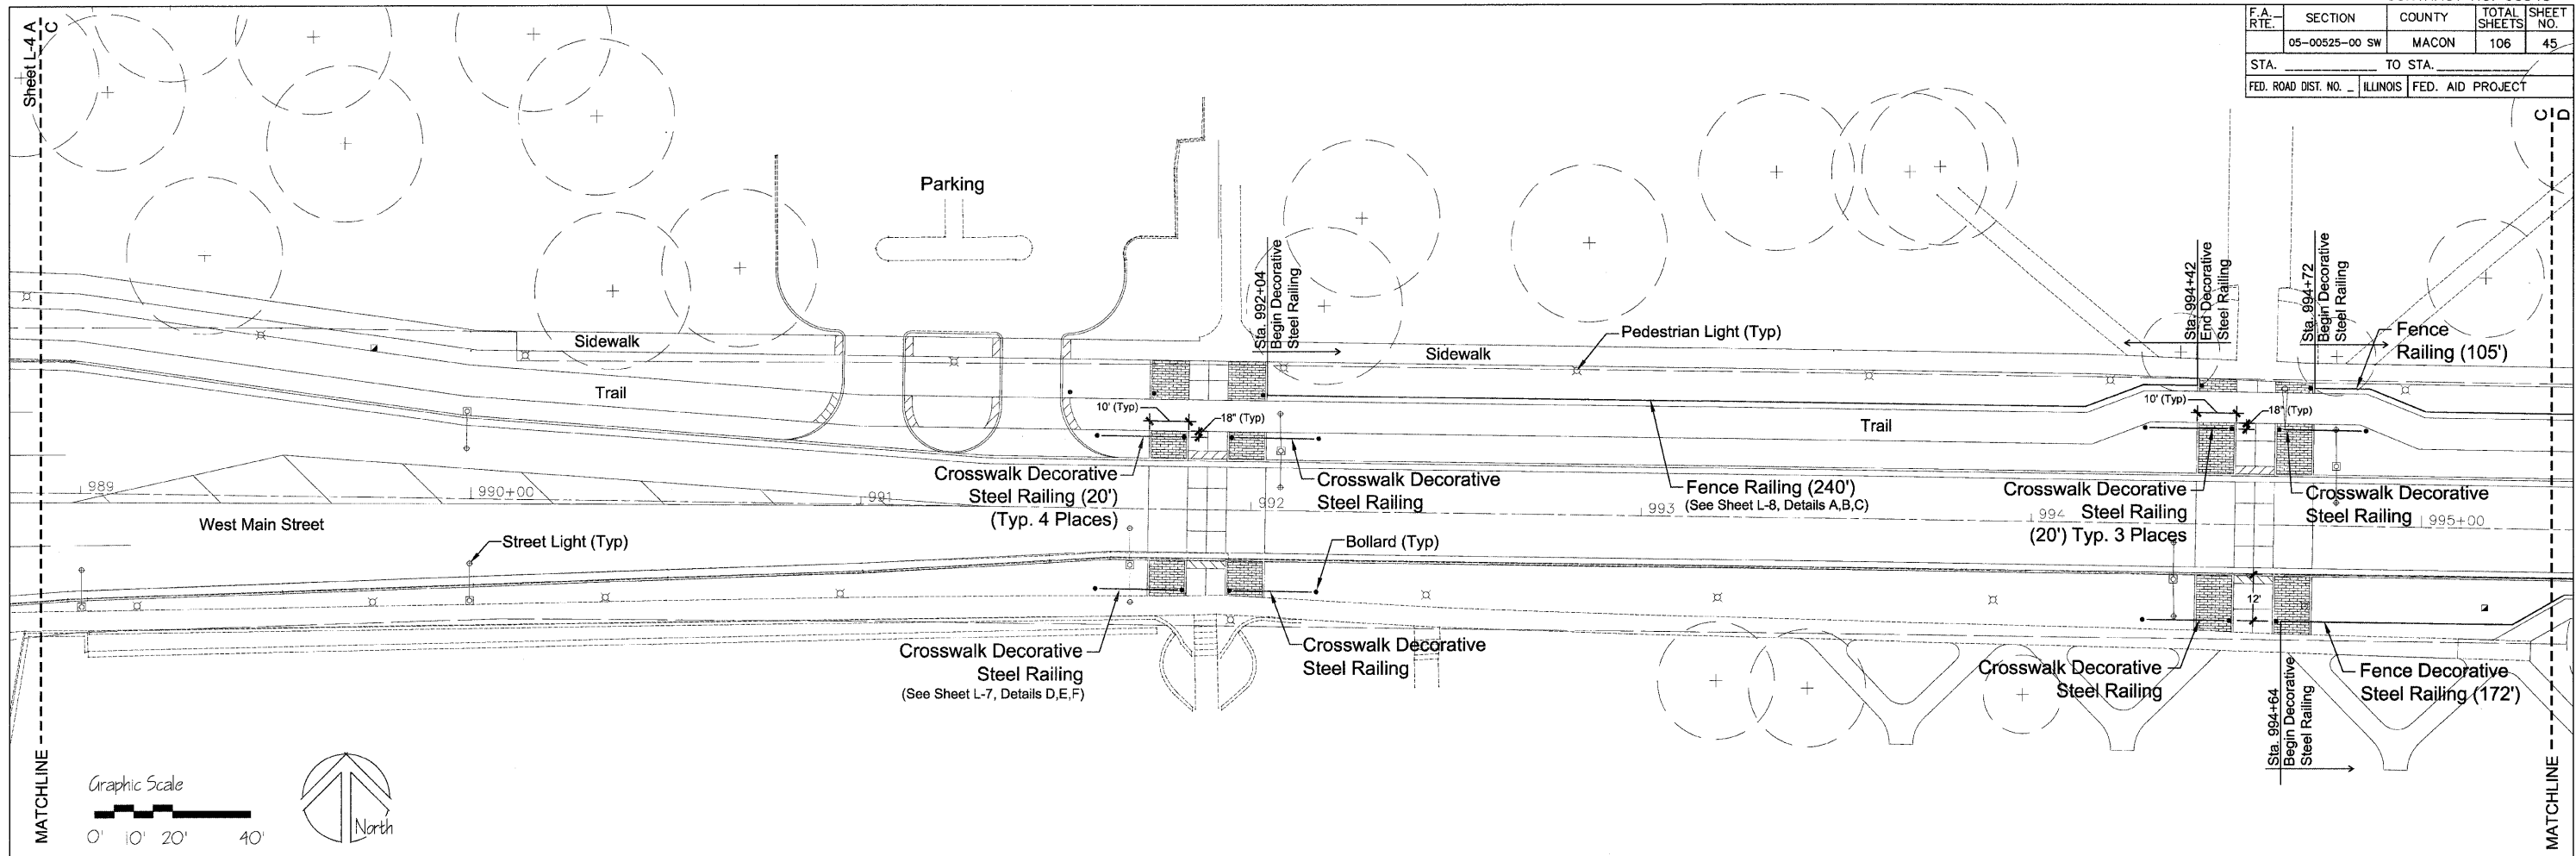 F.A.
RTE.
SECTION
COUNTY
TOTAL
SHEETS
SHEET
NO.
05-00525-00 SW
MACON
106
45
STA. TO STA.
FED. ROAD DIST. NO.
ILLINOIS
FED. AID PROJECT
Sheet L-4 A
C
MATCHLINE
C
D
MATCHLINE
Parking
Sta. 992+04
Begin Decorative
Steel Railing
Sta. 994+42
End Decorative
Steel Railing
Sta. 994+72
Begin Decorative
Steel Railing
Sidewalk
Pedestrian Light (Typ)
Sidewalk
Fence
Railing (105')
Trail
10' (Typ)
18" (Typ)
Trail
10' (Typ)
18" (Typ)
Crosswalk Decorative
Steel Railing (20')
(Typ. 4 Places)
Crosswalk Decorative
Steel Railing
Fence Railing (240')
(See Sheet L-8, Details A,B,C)
Crosswalk Decorative
Steel Railing
(20') Typ. 3 Places
Crosswalk Decorative
Steel Railing
989
990+00
991
992
993
994
995+00
West Main Street
Street Light (Typ)
Bollard (Typ)
12'
Crosswalk Decorative
Steel Railing
(See Sheet L-7, Details D,E,F)
Crosswalk Decorative
Steel Railing
Crosswalk Decorative
Steel Railing
Sta. 994+64
Begin Decorative
Steel Railing
Fence Decorative
Steel Railing (172')
Graphic Scale
0' 10' 20' 40'
North